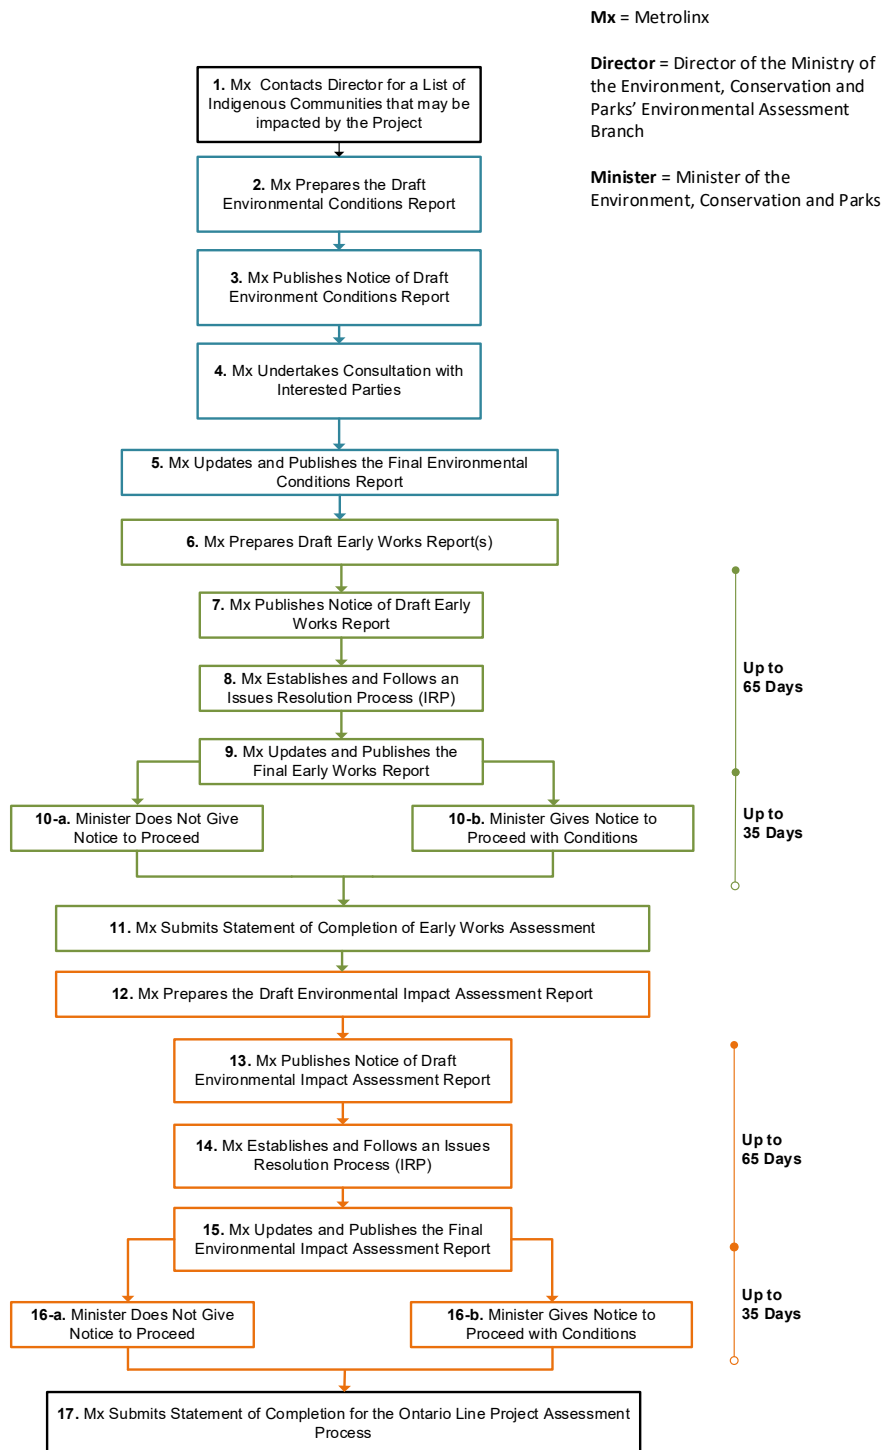 Mx = Metrolinx
Director = Director of the Ministry of
the Environment, Conservation and
Parks’ Environmental Assessment
Branch
Minister = Minister of the
Environment, Conservation and Parks
1. Mx Contacts Director for a List of
Indigenous Communities that may be
impacted by the Project
2. Mx Prepares the Draft
Environmental Conditions Report
3. Mx Publishes Notice of Draft
Environment Conditions Report
4. Mx Undertakes Consultation with
Interested Parties
5. Mx Updates and Publishes the Final Environmental
Conditions Report
6. Mx Prepares Draft Early Works Report(s)
7. Mx Publishes Notice of Draft Early
Works Report
8. Mx Establishes and Follows an
Issues Resolution Process (IRP)
Up to
65 Days
9. Mx Updates and Publishes the
Final Early Works Report
10-a. Minister Does Not Give
Notice to Proceed
10-b. Minister Gives Notice to
Proceed with Conditions
Up to
35 Days
11. Mx Submits Statement of Completion of Early Works Assessment
12. Mx Prepares the Draft Environmental Impact Assessment Report
13. Mx Publishes Notice of Draft
Environmental Impact Assessment Report
14. Mx Establishes and Follows an Issues
Resolution Process (IRP)
Up to
65 Days
15. Mx Updates and Publishes the Final
Environmental Impact Assessment Report
16-a. Minister Does Not Give
Notice to Proceed
16-b. Minister Gives Notice to
Proceed with Conditions
Up to
35 Days
17. Mx Submits Statement of Completion for the Ontario Line Project Assessment
Process